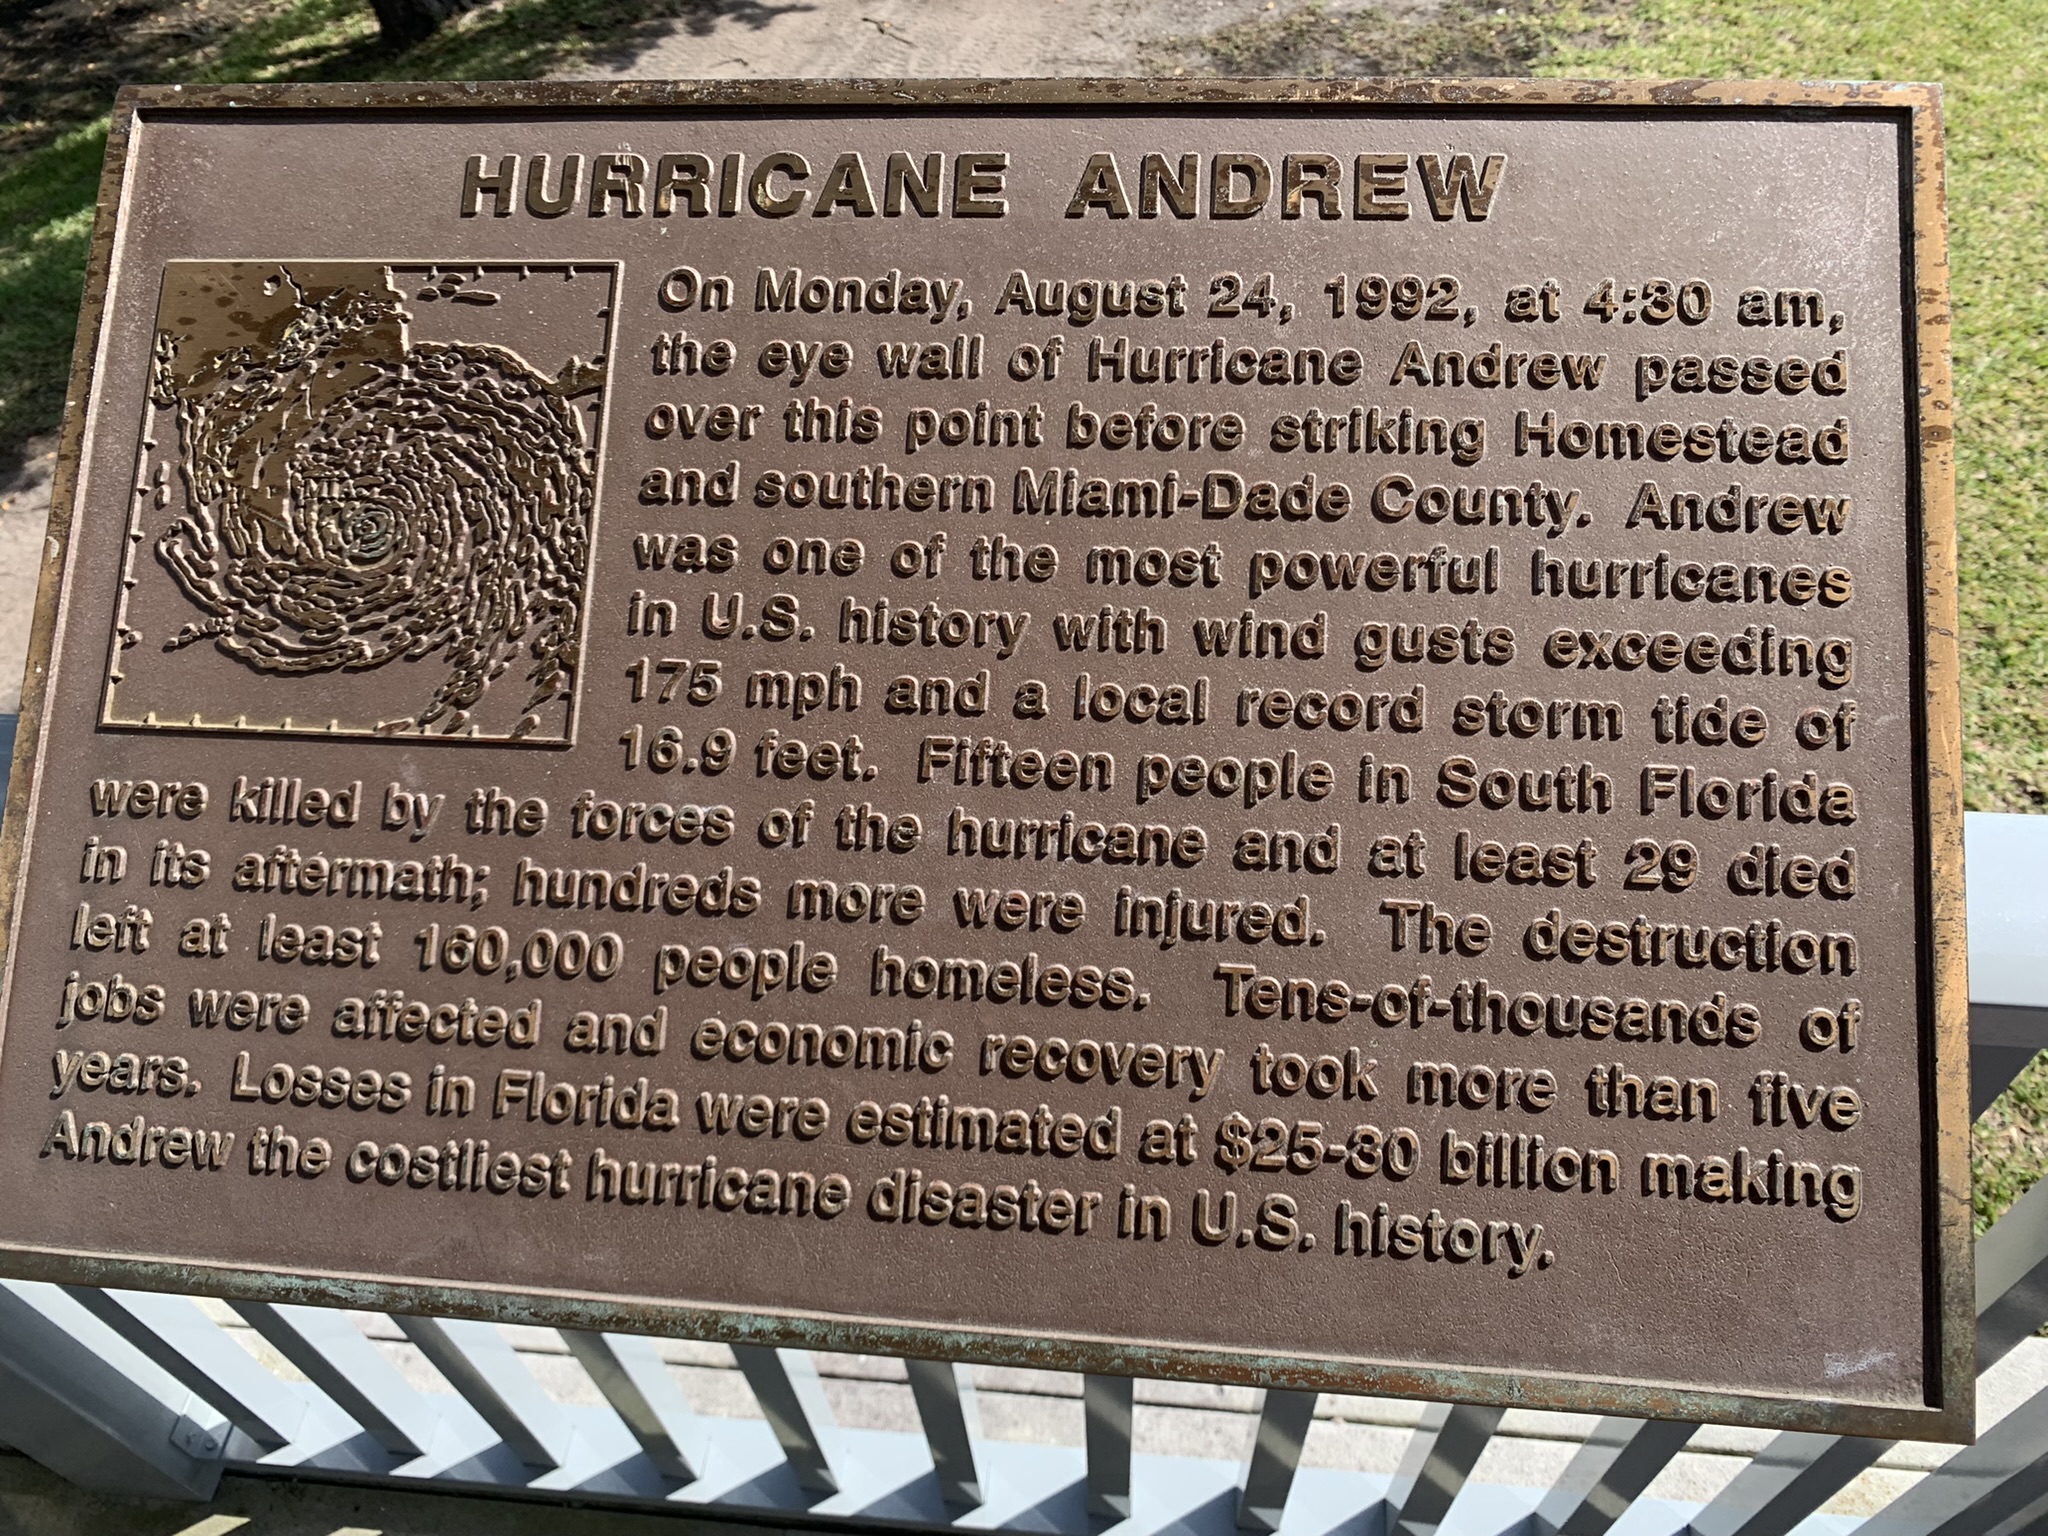 HURRICANE ANDREW
On Monday, August 24, 1992, at 4:30 am,
the eye wall of Hurricane Andrew passed
over this point before striking Homestead
and southern Miami-Dade County. Andrew
was one of the most powerful hurricanes
in U.S. history with wind gusts exceeding
175 mph and a local record storm tide of
16.9 feet. Fifteen people in South Florida
were killed by the forces of the hurricane and at least 29 died
in its aftermath; hundreds more were injured. The destruction
left at least 160,000 people homeless. Tens-of-thousands of
jobs were affected and economic recovery took more than five
years. Losses in Florida were estimated at $25-30 billion making
Andrew the costliest hurricane disaster in U.S. history.